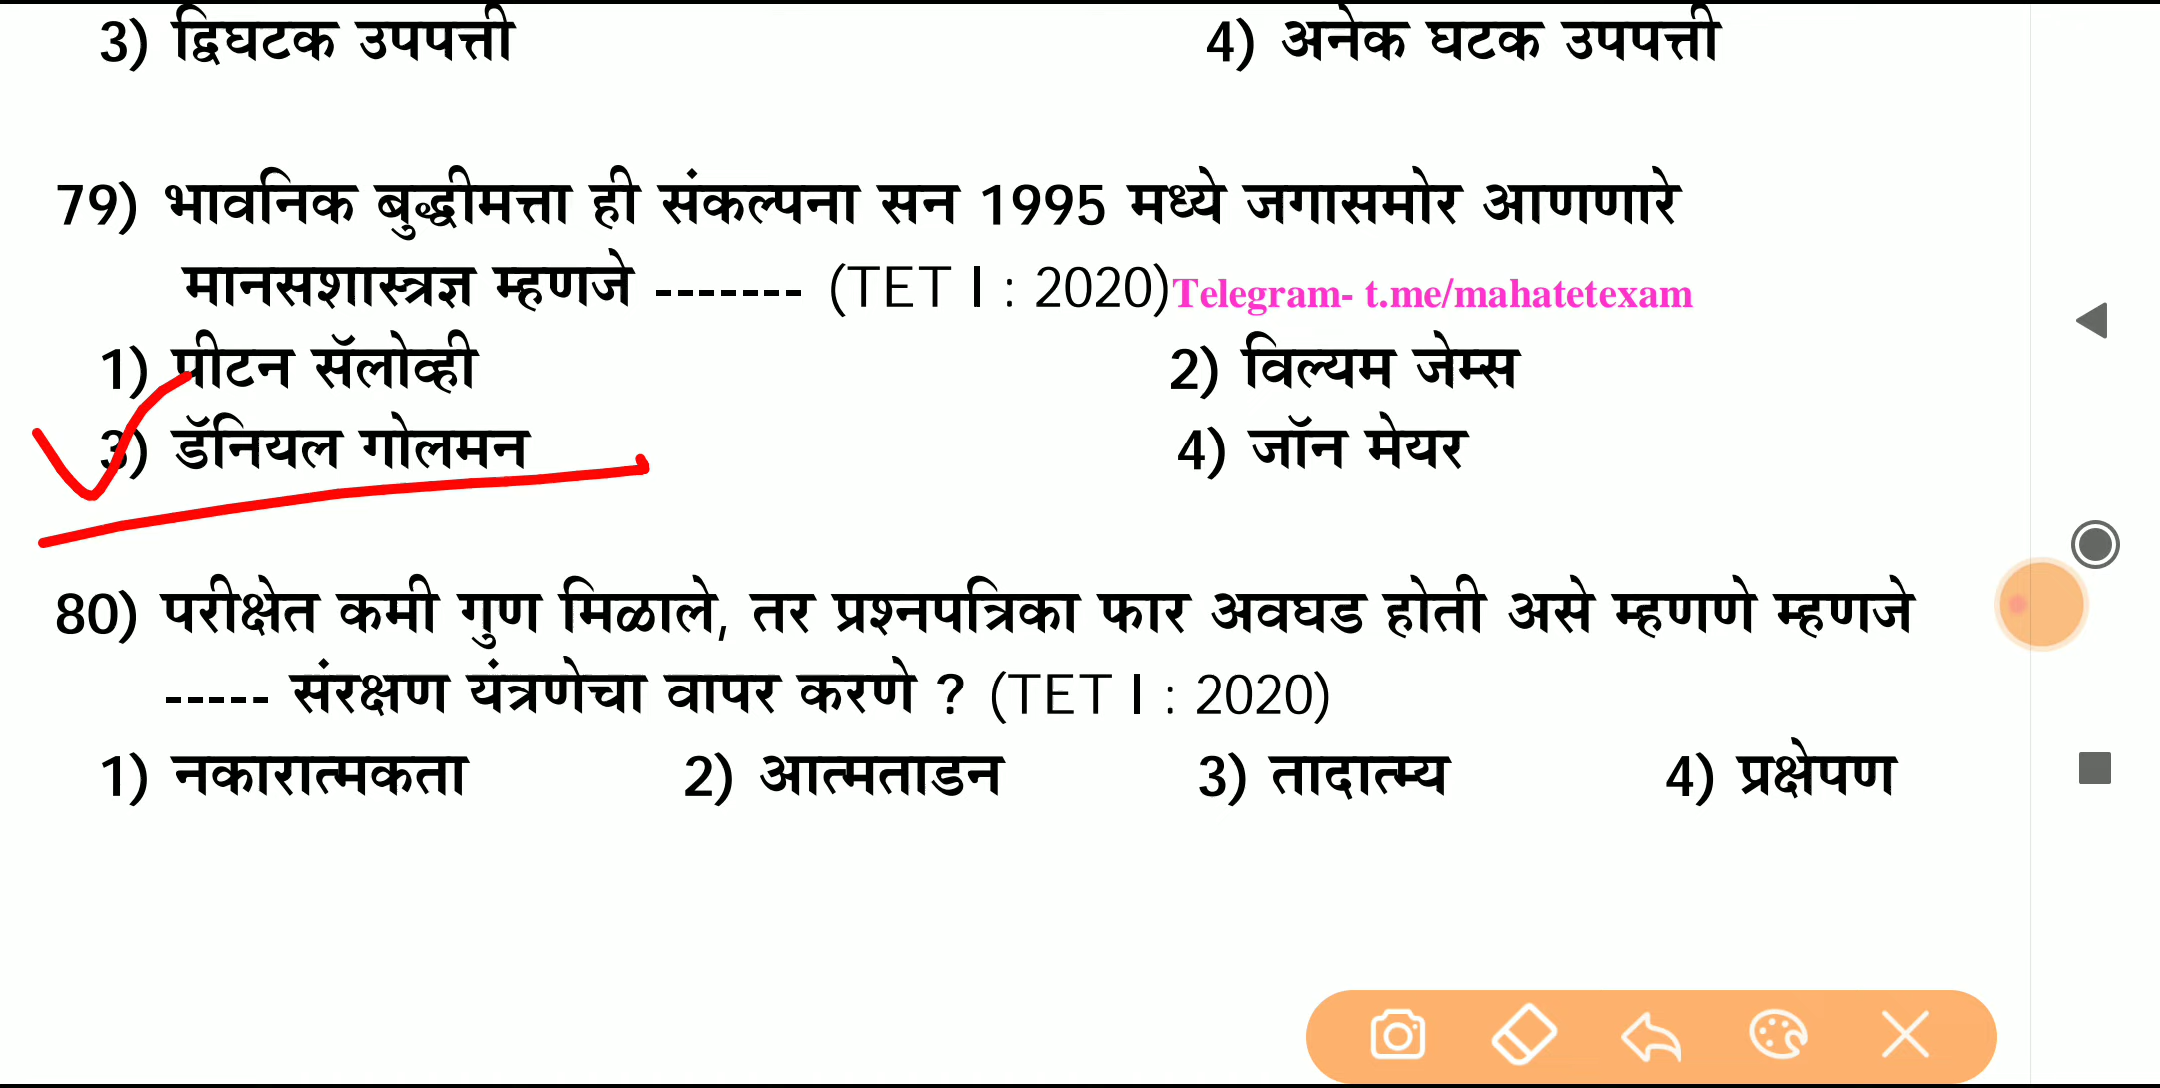 3) द्विघटक उपपत्ती 4) अनेक घटक उपपत्ती
79) भावनिक बुद्धीमत्ता ही संकल्पना सन 1995 मध्ये जगासमोर आणणारे
मानसशास्त्रज्ञ म्हणजे ------- (TET I : 2020)Telegram- t.me/mahatetexam
1) पीटन सॅलोव्ही 2) विल्यम जेम्स
3) डॅनियल गोलमन 4) जॉन मेयर
80) परीक्षेत कमी गुण मिळाले, तर प्रश्नपत्रिका फार अवघड होती असे म्हणणे म्हणजे
----- संरक्षण यंत्रणेचा वापर करणे ? (TET I : 2020)
1) नकारात्मकता 2) आत्मताडन 3) तादात्म्य 4) प्रक्षेपण